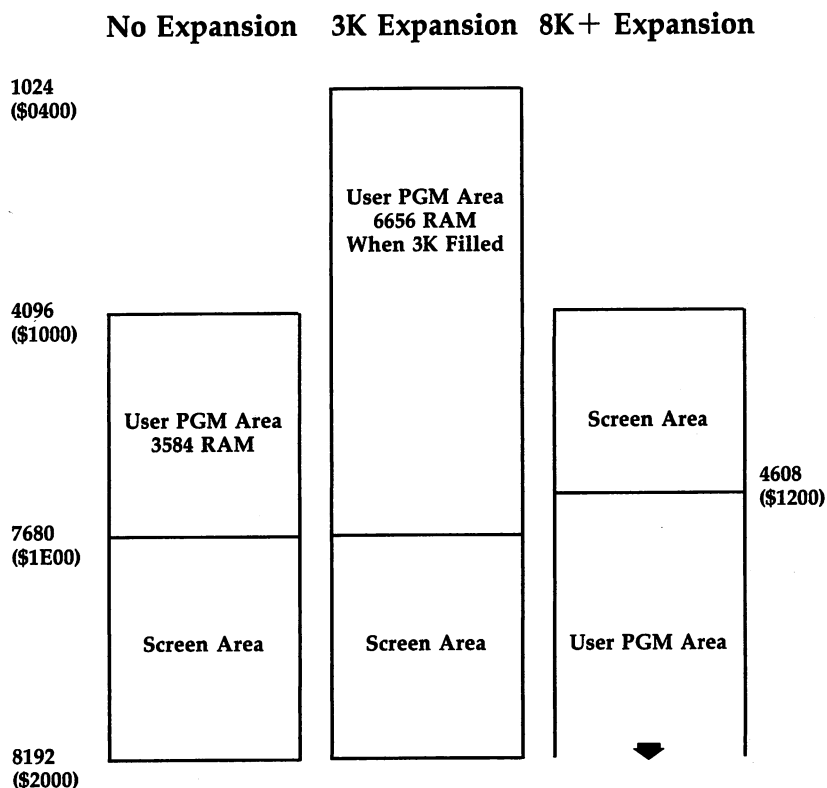 No Expansion
3K Expansion
8K+ Expansion
1024
($0400)
User PGM Area
6656 RAM
When 3K Filled
4096
($1000)
User PGM Area
3584 RAM
Screen Area
4608
($1200)
7680
($1E00)
Screen Area
Screen Area
User PGM Area
8192
($2000)